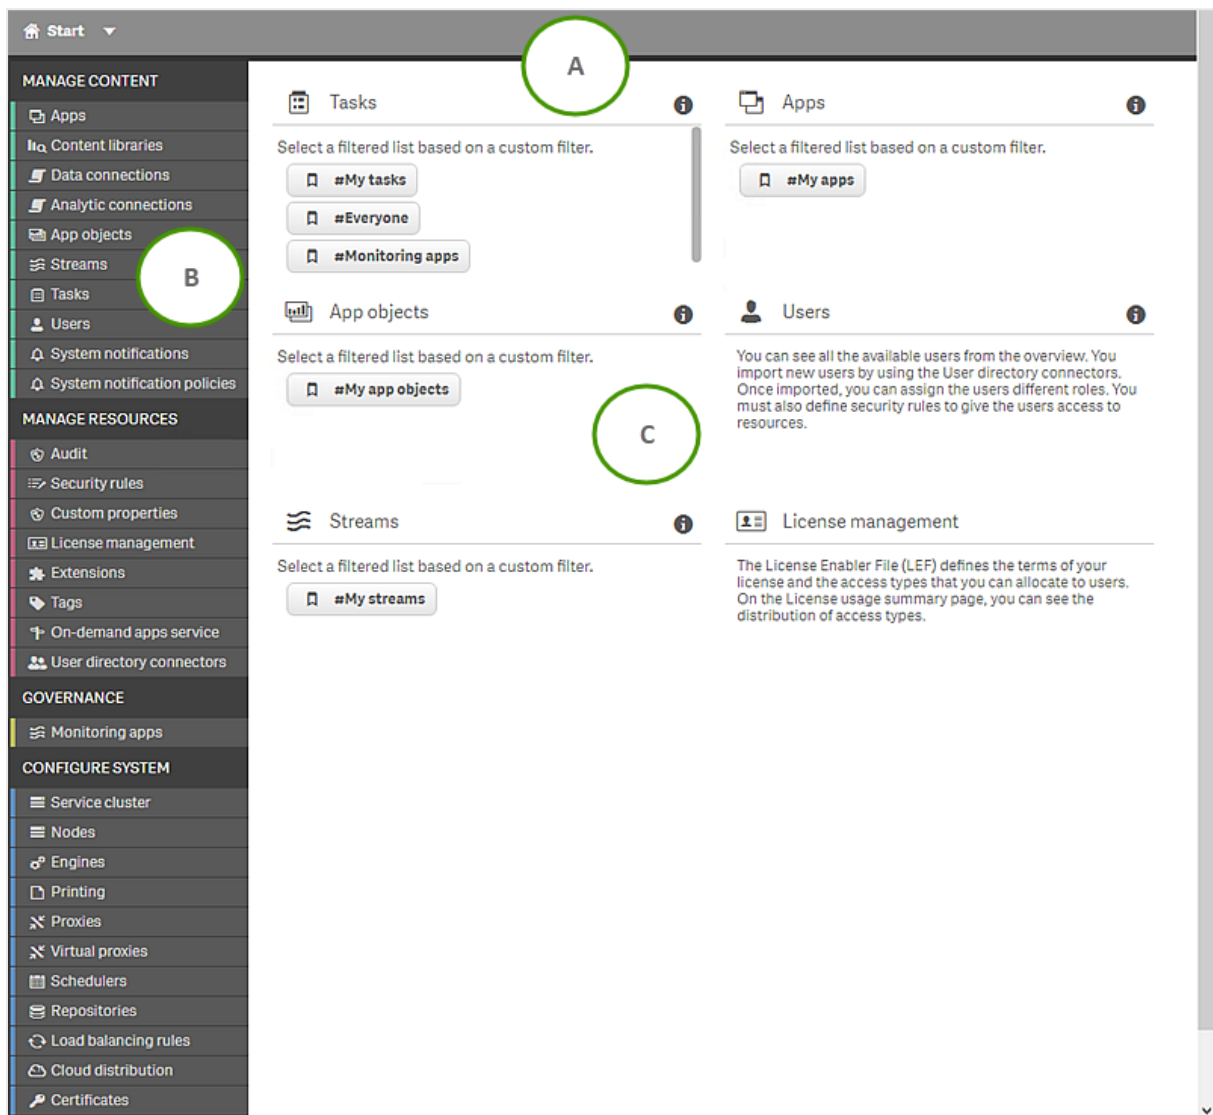 Start
A
MANAGE CONTENT
Apps
Content libraries
Data connections
Analytic connections
App objects
Streams
B
Tasks
Users
System notifications
System notification policies
MANAGE RESOURCES
Audit
Security rules
Custom properties
License management
Extensions
Tags
On-demand apps service
User directory connectors
GOVERNANCE
Monitoring apps
CONFIGURE SYSTEM
Service cluster
Nodes
Engines
Printing
Proxies
Virtual proxies
Schedulers
Repositories
Load balancing rules
Cloud distribution
Certificates
Tasks
Select a filtered list based on a custom filter.
#My tasks
#Everyone
#Monitoring apps
Apps
Select a filtered list based on a custom filter.
#My apps
App objects
Select a filtered list based on a custom filter.
#My app objects
C
Users
You can see all the available users from the overview. You
import new users by using the User directory connectors.
Once imported, you can assign the users different roles. You
must also define security rules to give the users access to
resources.
Streams
Select a filtered list based on a custom filter.
#My streams
License management
The License Enabler File (LEF) defines the terms of your
license and the access types that you can allocate to users.
On the License usage summary page, you can see the
distribution of access types.